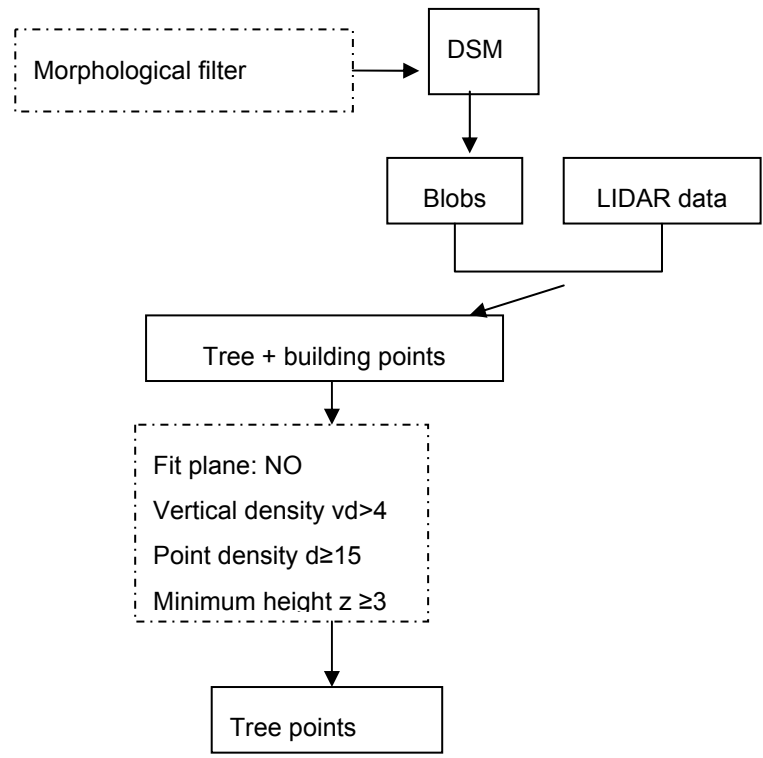 DSM
Morphological filter
Blobs
LIDAR data
Tree + building points
Fit plane: NO
Vertical density vd>4
Point density d≥15
Minimum height z ≥3
Tree points